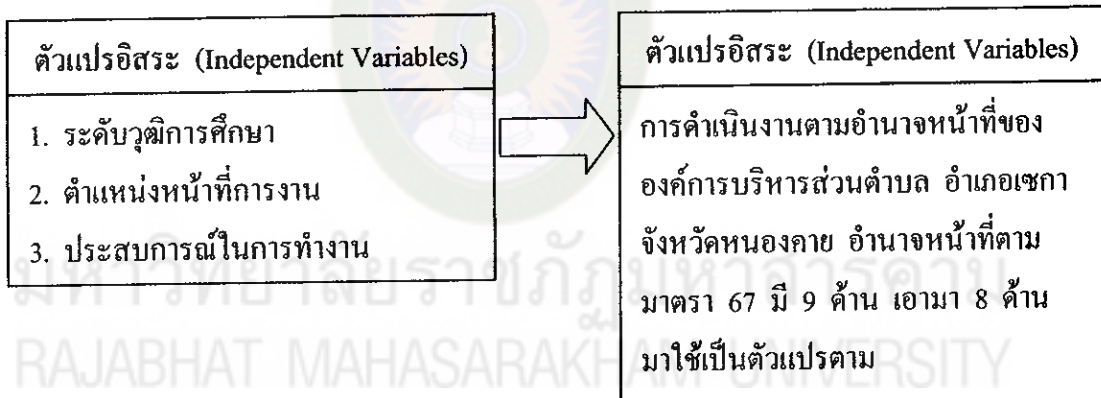 ตัวแปรอิสระ (Independent Variables)
1. ระดับวุฒิการศึกษา
2. ตำแหน่งหน้าที่การงาน
3. ประสบการณ์ในการทำงาน
ตัวแปรอิสระ (Independent Variables)
การดำเนินงานตามอำนาจหน้าที่ของ
องค์การบริหารส่วนตำบล อำเภอเซกา
จังหวัดหนองคาย อำนาจหน้าที่ตาม
มาตรา 67 มี 9 ด้าน เอามา 8 ด้าน
มาใช้เป็นตัวแปรตาม
มหาวิทยาลัยราชภัฏมหาสารคาม
RAJABHAT MAHASARAKHAM UNIVERSITY